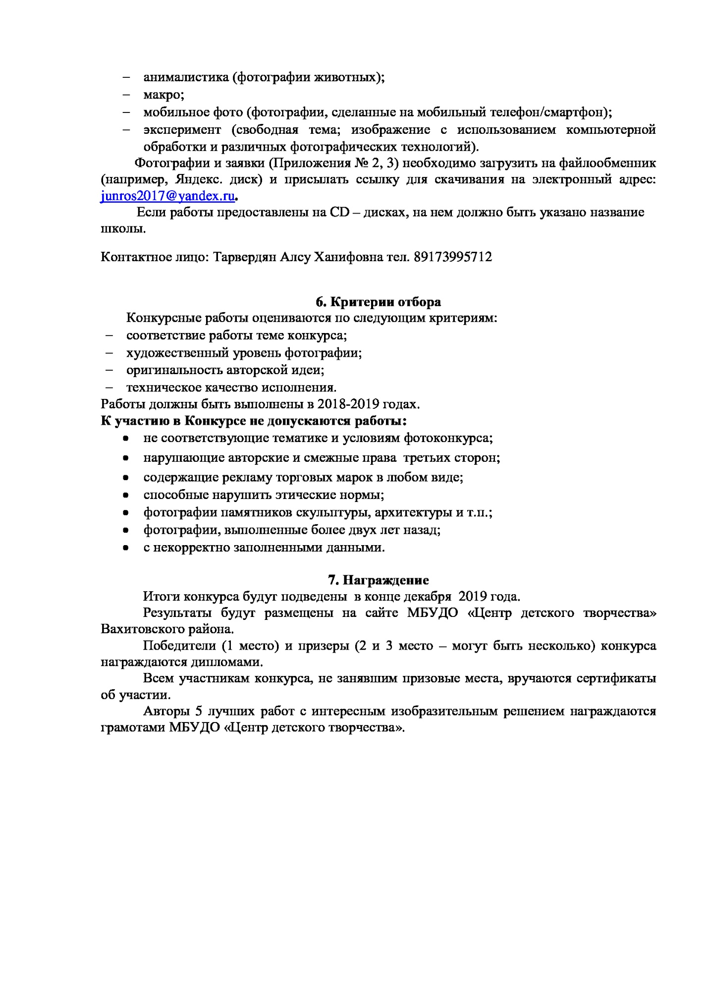 – анималистика (фотографии животных);
– макро;
– мобильное фото (фотографии, сделанные на мобильный телефон/смартфон);
– эксперимент (свободная тема; изображение с использованием компьютерной
обработки и различных фотографических технологий).
Фотографии и заявки (Приложения № 2, 3) необходимо загрузить на файлообменник
(например, Яндекс. диск) и присылать ссылку для скачивания на электронный адрес:
junros2017@yandex.ru.
Если работы предоставлены на CD – дисках, на нем должно быть указано название
школы.
Контактное лицо: Тарвердян Алсу Ханифовна тел. 89173995712
6. Критерии отбора
Конкурсные работы оцениваются по следующим критериям:
– соответствие работы теме конкурса;
– художественный уровень фотографии;
– оригинальность авторской идеи;
– техническое качество исполнения.
Работы должны быть выполнены в 2018-2019 годах.
К участию в Конкурсе не допускаются работы:
• не соответствующие тематике и условиям фотоконкурса;
• нарушающие авторские и смежные права третьих сторон;
• содержащие рекламу торговых марок в любом виде;
• способные нарушить этические нормы;
• фотографии памятников скульптуры, архитектуры и т.п.;
• фотографии, выполненные более двух лет назад;
• с некорректно заполненными данными.
7. Награждение
Итоги конкурса будут подведены в конце декабря 2019 года.
Результаты будут размещены на сайте МБУДО «Центр детского творчества»
Вахитовского района.
Победители (1 место) и призеры (2 и 3 место – могут быть несколько) конкурса
награждаются дипломами.
Всем участникам конкурса, не занявшим призовые места, вручаются сертификаты
об участии.
Авторы 5 лучших работ с интересным изобразительным решением награждаются
грамотами МБУДО «Центр детского творчества».